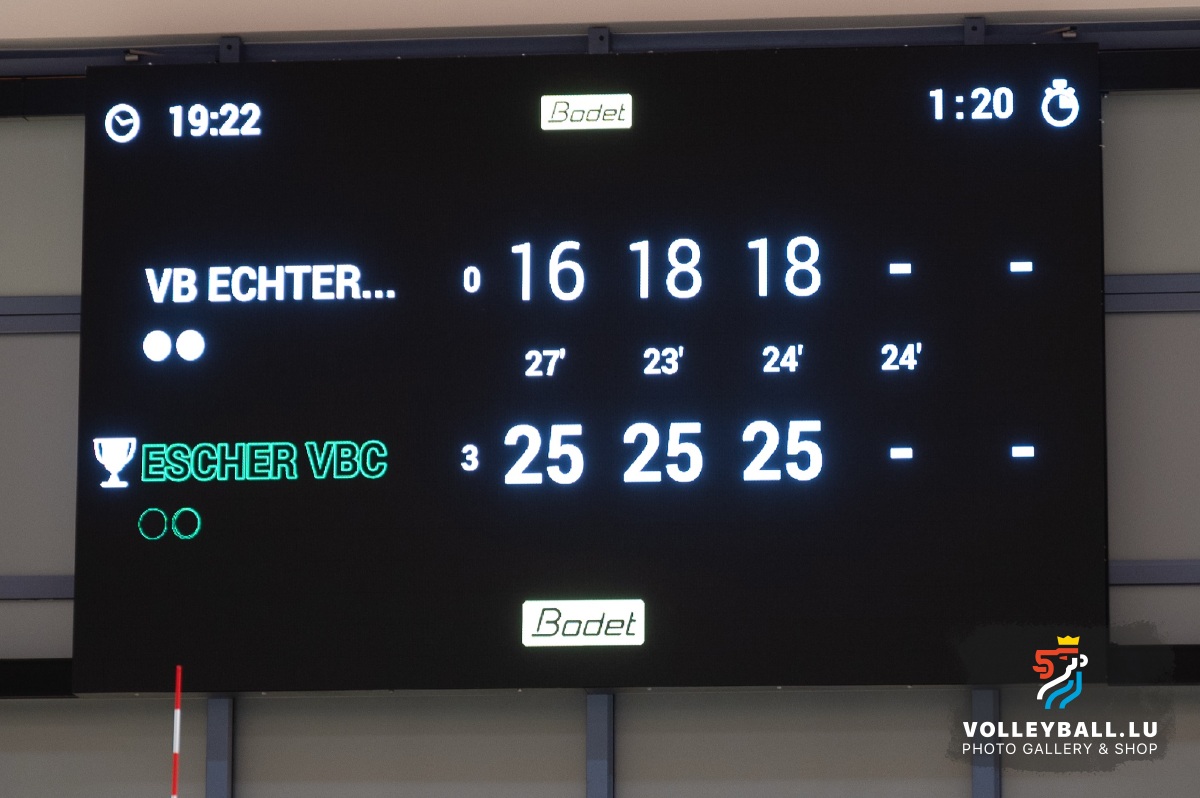 19:22 Bodet 1:20
VB ECHTER... 0 16 18 18 - -
27' 23' 24' 24'
ESCHER VBC 3 25 25 25 - -
Bodet
VOLLEYBALL.LU
PHOTO GALLERY & SHOP